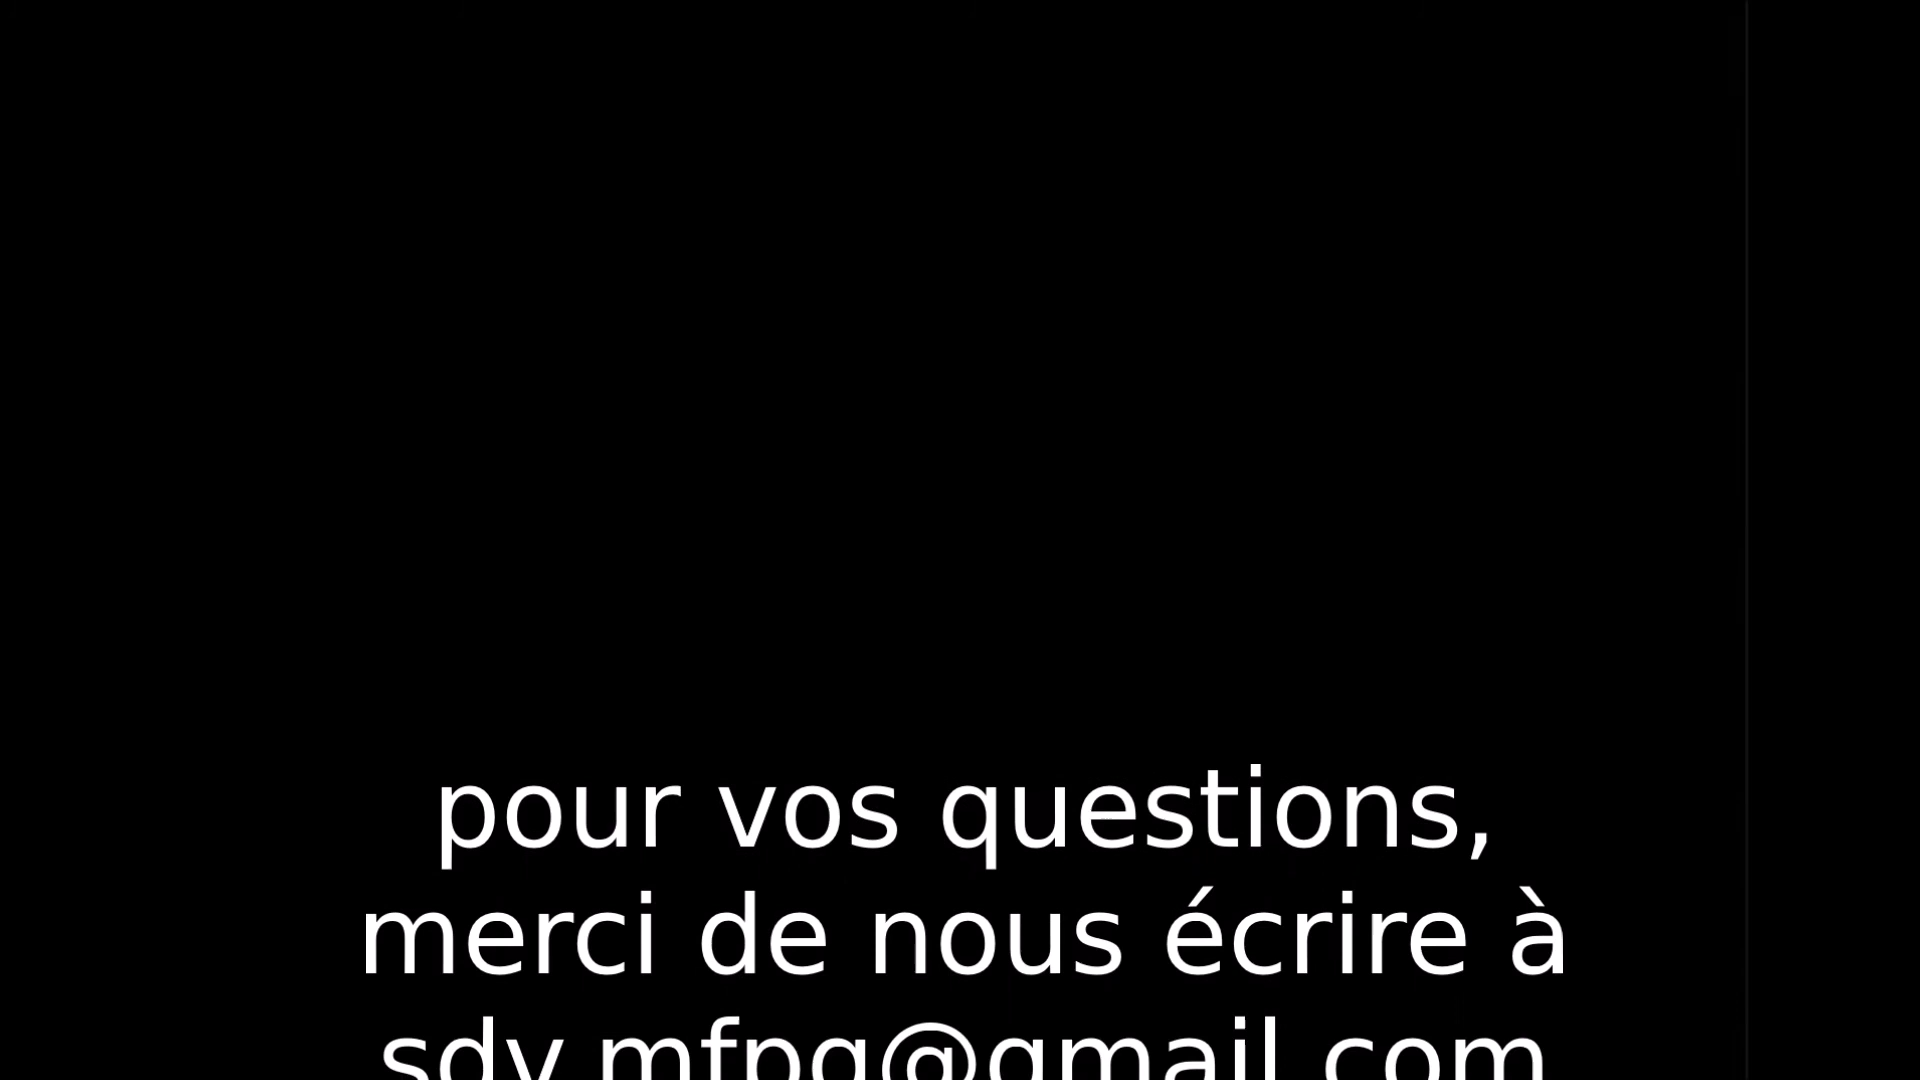 pour vos questions,
merci de nous écrire à